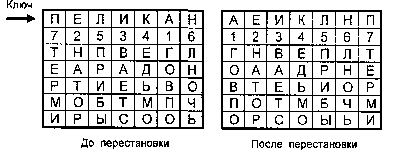 Ключ
П Е Л И К А Н А Е И К Л Н П
7 2 5 3 4 1 6 1 2 3 4 5 6 7
Т Н П В Е Г Л Г Н В Е П Л Т
Е А Р А Д О Н О А А Д Р Н Е
Р Т И Е Ь В О В Т Е Ь И О Р
М О Б Т М П Ч П О Т М Б Ч М
И Р Ы С О О Ь О Р С О Ы Ь И
До перестановки После перестановки